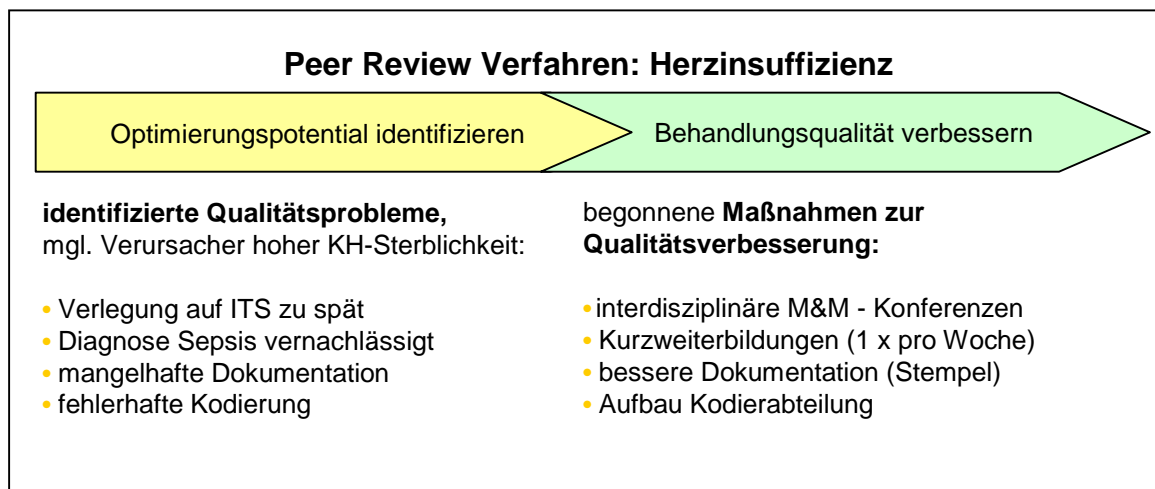 Peer Review Verfahren: Herzinsuffizienz
Optimierungspotential identifizieren
Behandlungsqualität verbessern
identifizierte Qualitätsprobleme,
mgl. Verursacher hoher KH-Sterblichkeit:
• Verlegung auf ITS zu spät
• Diagnose Sepsis vernachlässigt
• mangelhafte Dokumentation
• fehlerhafte Kodierung
begonnene Maßnahmen zur
Qualitätsverbesserung:
• interdisziplinäre M&M - Konferenzen
• Kurzweiterbildungen (1 x pro Woche)
• bessere Dokumentation (Stempel)
• Aufbau Kodierabteilung